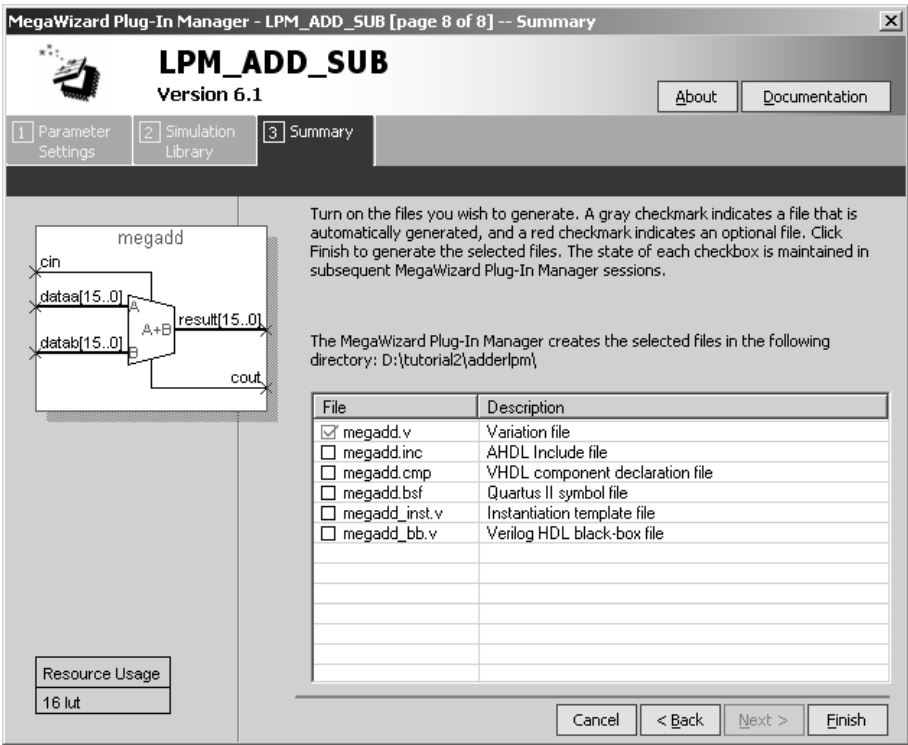 MegaWizard Plug-In Manager - LPM_ADD_SUB [page 8 of 8] -- Summary
LPM_ADD_SUB
Version 6.1
About
Documentation
1 Parameter Settings
2 Simulation Library
3 Summary
megadd
cin
dataa[15..0]
A
A+B
result[15..0]
datab[15..0]
B
cout
Turn on the files you wish to generate. A gray checkmark indicates a file that is
automatically generated, and a red checkmark indicates an optional file. Click
Finish to generate the selected files. The state of each checkbox is maintained in
subsequent MegaWizard Plug-In Manager sessions.
The MegaWizard Plug-In Manager creates the selected files in the following
directory: D:\tutorial2\adderlpm\
File Description
megadd.v Variation file
megadd.inc AHDL Include file
megadd.cmp VHDL component declaration file
megadd.bsf Quartus II symbol file
megadd_inst.v Instantiation template file
megadd_bb.v Verilog HDL black-box file
Resource Usage
16 lut
Cancel
< Back
Next >
Finish